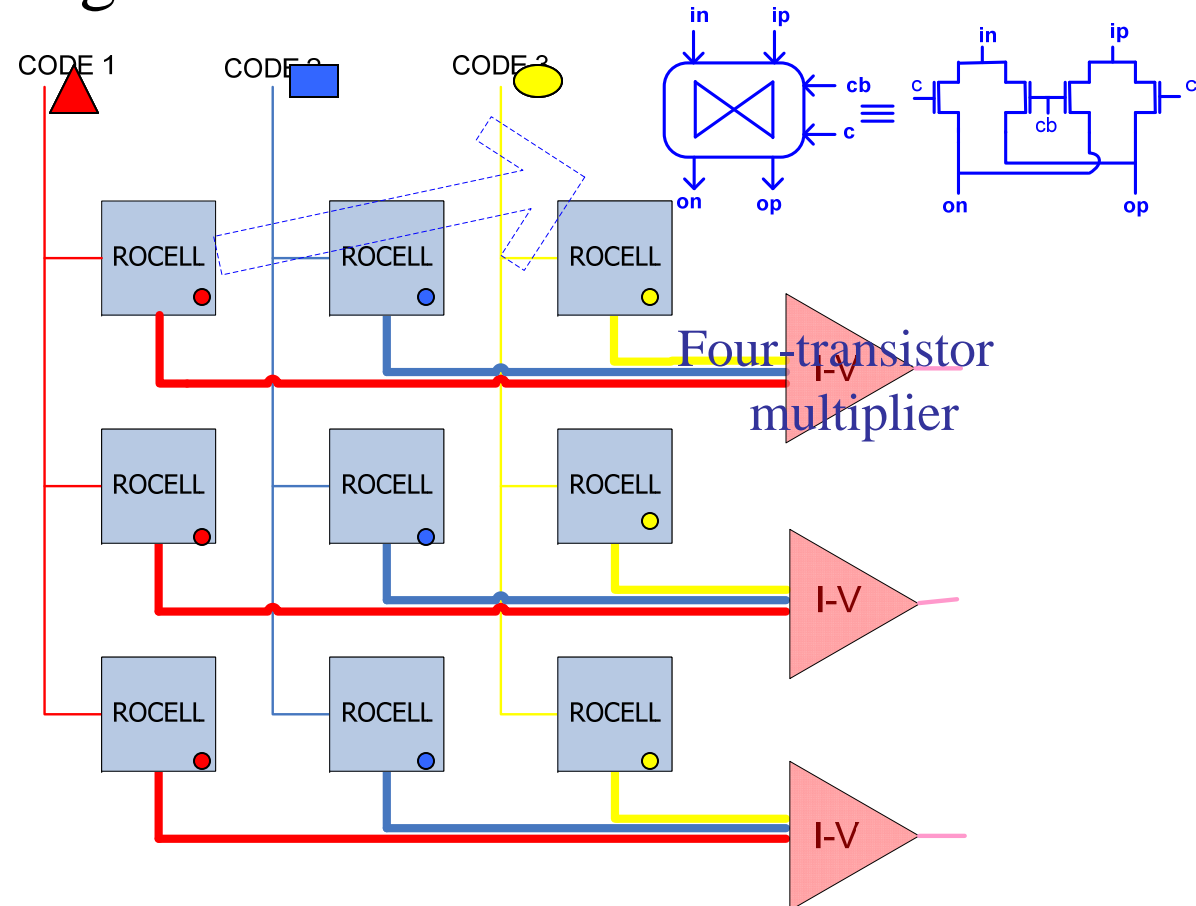 g
CODE 1
CODE 2
CODE 3
in
ip
cb
c
on
op
in
ip
c
cb
c
on
op
ROCELL
ROCELL
ROCELL
Four-transistor
I-V
multiplier
ROCELL
ROCELL
ROCELL
I-V
ROCELL
ROCELL
ROCELL
I-V